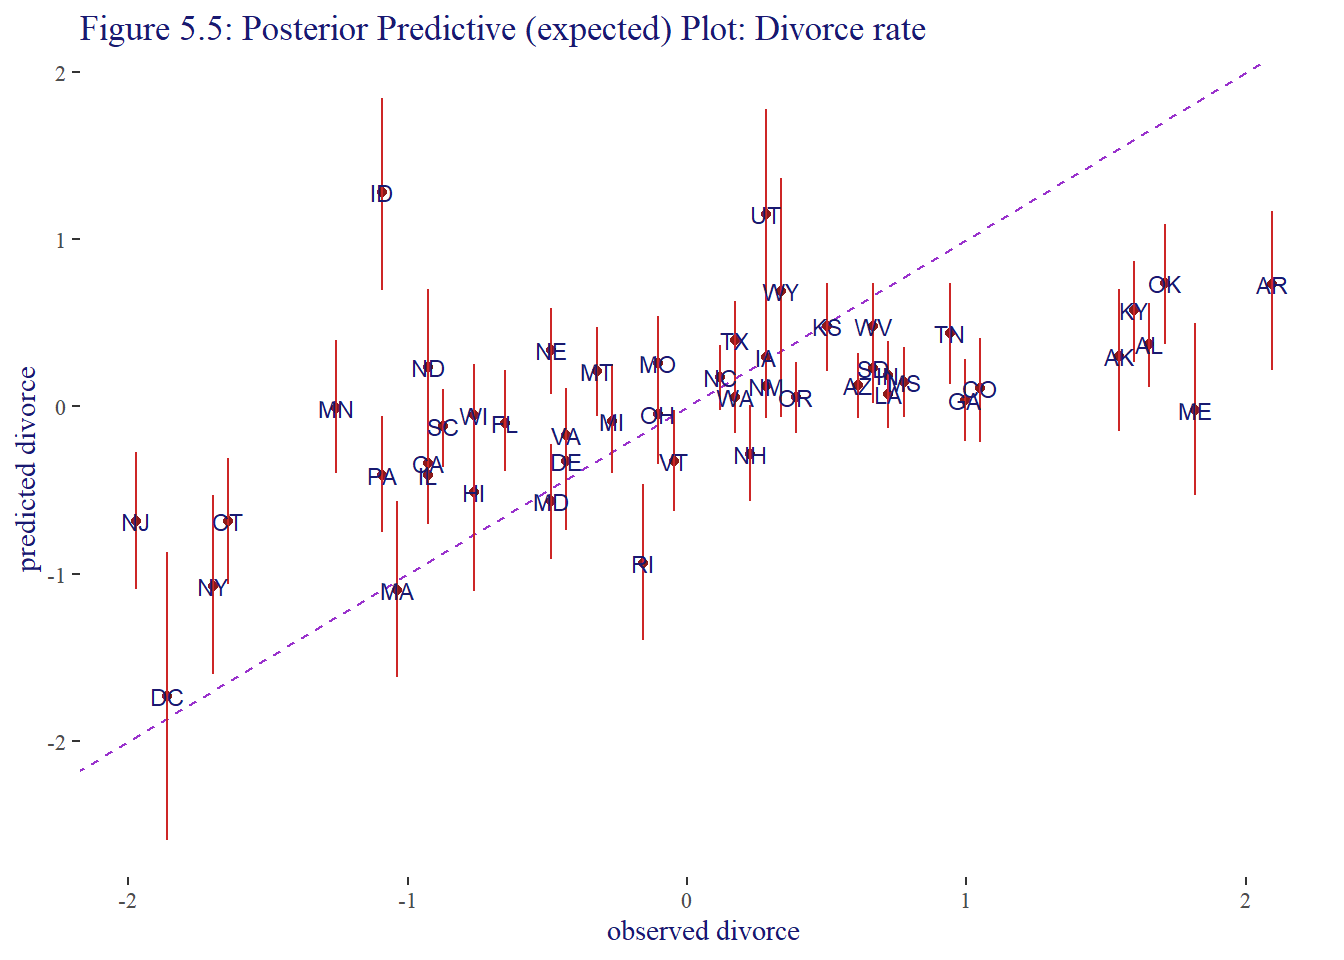 Figure 5.5: Posterior Predictive (expected) Plot: Divorce rate
2
ID
UT
1
WY
OK
AR
KY
NE
TX
KS
WV
TN
AL
ND
MT
MO
IA
AK
NC
SD
IN
MS
MN
WI
FL
SC
MI
OH
WA
NM
OR
AZ
LA
GA
CO
ME
0
VA
CA
PA
IL
HI
DE
VT
NH
MD
NJ
CT
RI
NY
MA
-1
DC
-2
predicted divorce
-2
-1
0
1
2
observed divorce